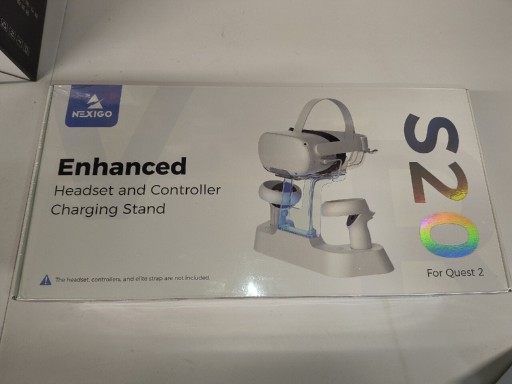 NEXIGO
Enhanced
Headset and Controller
Charging Stand
The headset, controllers, and elite strap are not included
S20
For Quest 2